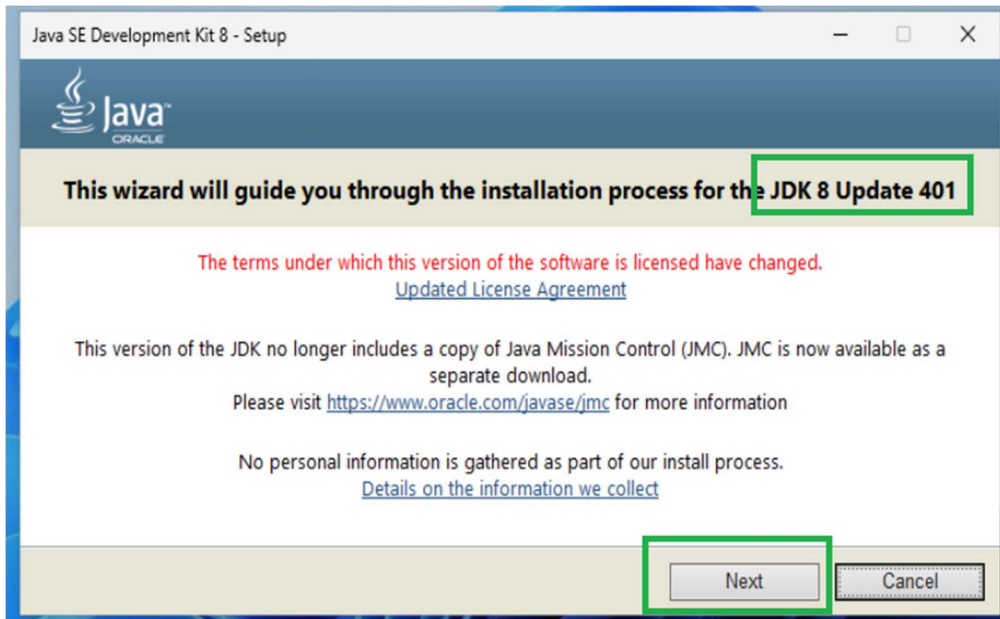 Java SE Development Kit 8 - Setup
Java™
ORACLE
This wizard will guide you through the installation process for the JDK 8 Update 401
The terms under which this version of the software is licensed have changed.
Updated License Agreement
This version of the JDK no longer includes a copy of Java Mission Control (JMC). JMC is now available as a
separate download.
Please visit https://www.oracle.com/javase/jmc for more information
No personal information is gathered as part of our install process.
Details on the information we collect
Next Cancel